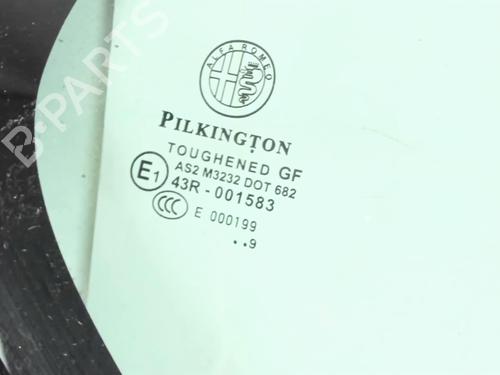 B-PARTS
ALFA ROMEO
PILKINGTON
TOUGHENED GF
AS2 M3232 DOT 682
E1 43R - 001583
CCC E 000199
..9